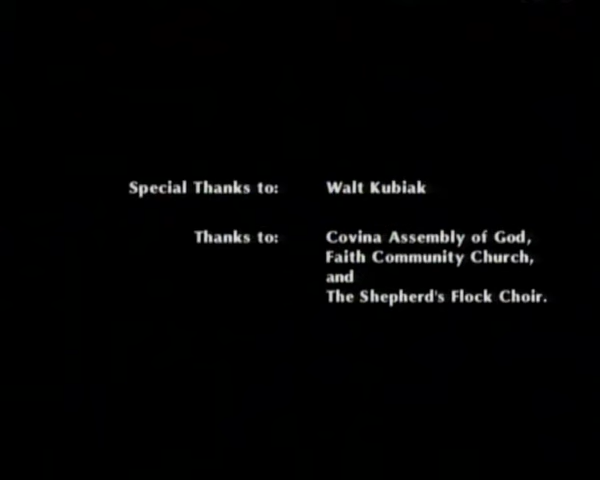 Special Thanks to: Walt Kubiak
Thanks to: Covina Assembly of God,
Faith Community Church,
and
The Shepherd's Flock Choir.